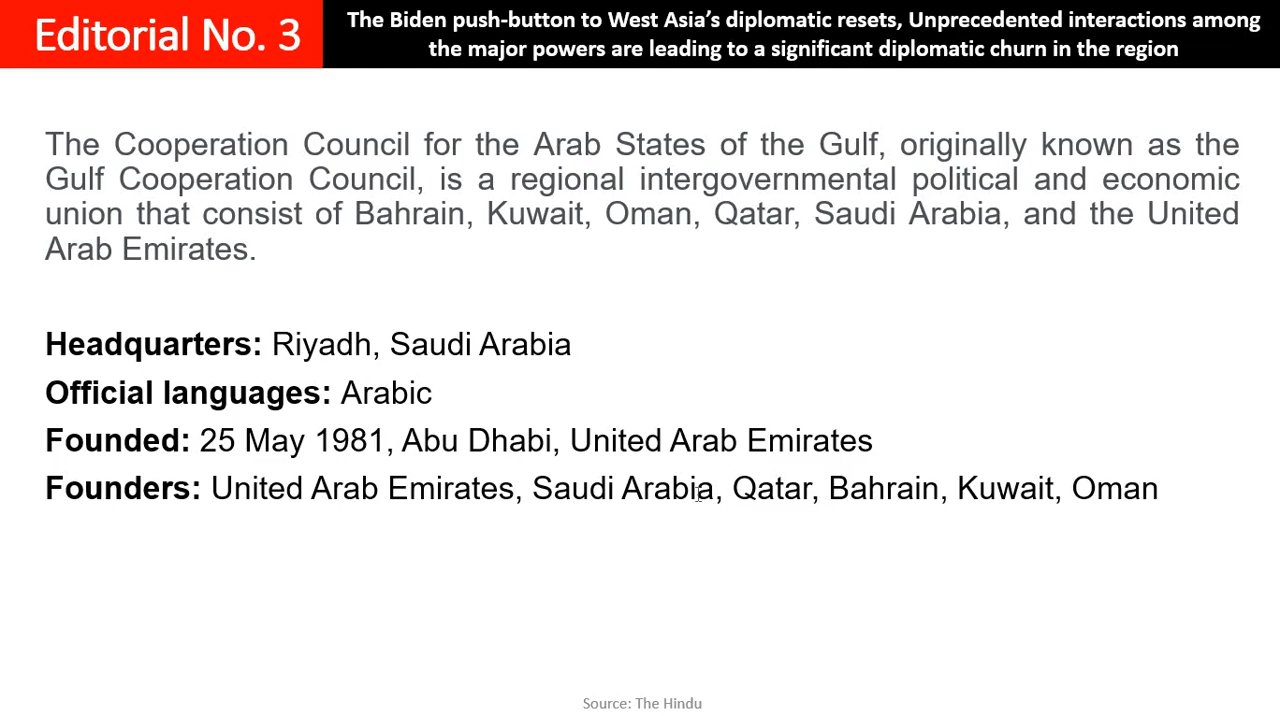 Editorial No. 3
The Biden push-button to West Asia’s diplomatic resets, Unprecedented interactions among
the major powers are leading to a significant diplomatic churn in the region
The Cooperation Council for the Arab States of the Gulf, originally known as the
Gulf Cooperation Council, is a regional intergovernmental political and economic
union that consist of Bahrain, Kuwait, Oman, Qatar, Saudi Arabia, and the United
Arab Emirates.
Headquarters: Riyadh, Saudi Arabia
Official languages: Arabic
Founded: 25 May 1981, Abu Dhabi, United Arab Emirates
Founders: United Arab Emirates, Saudi Arabia, Qatar, Bahrain, Kuwait, Oman
Source: The Hindu